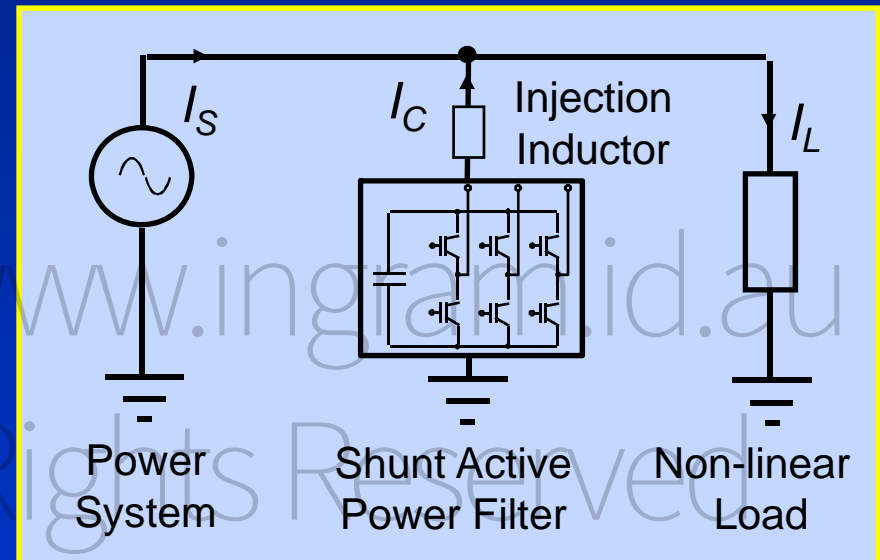 I_S
I_C
Injection
Inductor
I_L
www.ingram.id.au
Rights Reserved
Power
System
Shunt Active
Power Filter
Non-linear
Load